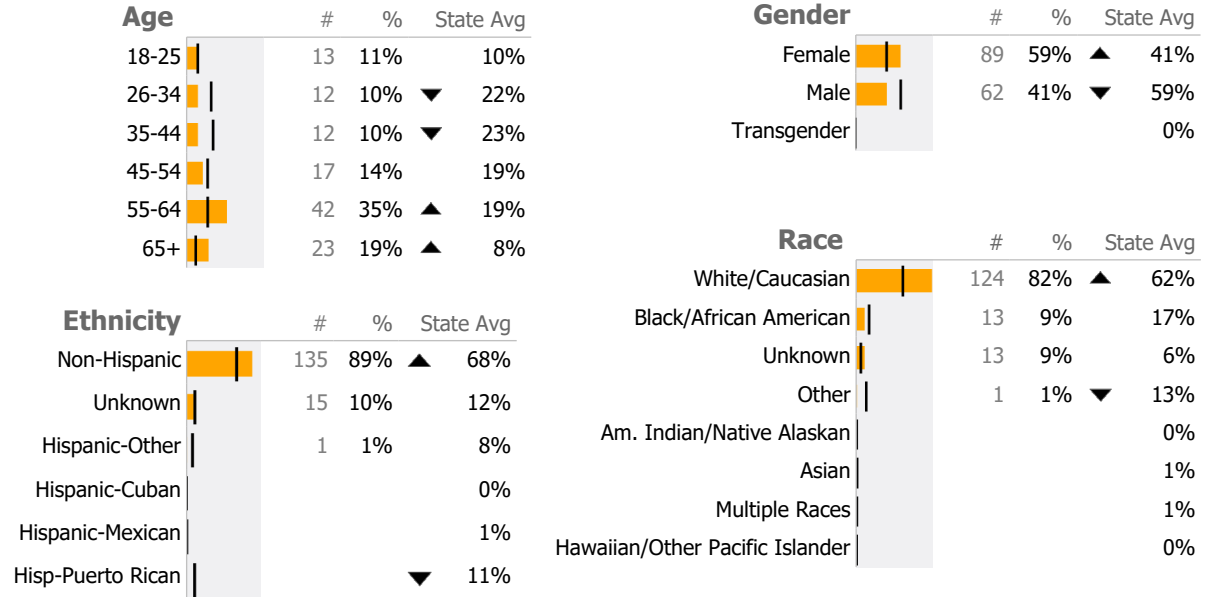 Age # % State Avg
18-25 13 11% 10%
26-34 12 10% ▼ 22%
35-44 12 10% ▼ 23%
45-54 17 14% 19%
55-64 42 35% ▲ 19%
65+ 23 19% ▲ 8%
Ethnicity # % State Avg
Non-Hispanic 135 89% ▲ 68%
Unknown 15 10% 12%
Hispanic-Other 1 1% 8%
Hispanic-Cuban 0%
Hispanic-Mexican 1%
Hisp-Puerto Rican ▼ 11%
Gender # % State Avg
Female 89 59% ▲ 41%
Male 62 41% ▼ 59%
Transgender 0%
Race # % State Avg
White/Caucasian 124 82% ▲ 62%
Black/African American 13 9% 17%
Unknown 13 9% 6%
Other 1 1% ▼ 13%
Am. Indian/Native Alaskan 0%
Asian 1%
Multiple Races 1%
Hawaiian/Other Pacific Islander 0%